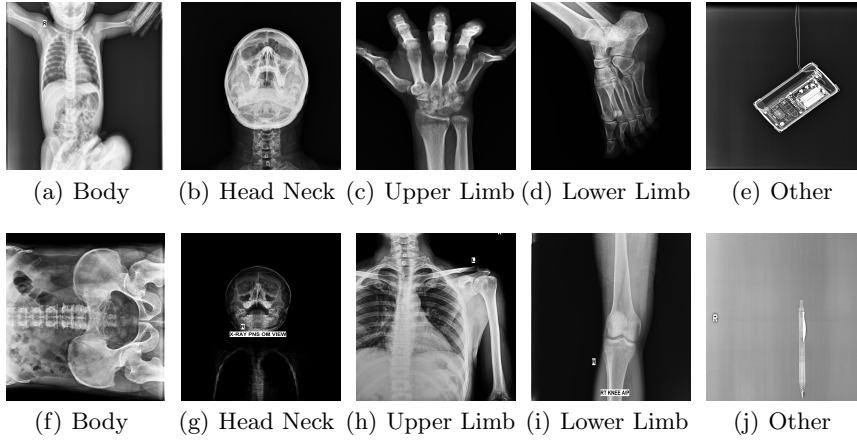 R
(a) Body
(b) Head Neck
(c) Upper Limb
(d) Lower Limb
(e) Other
X-RAY PNS OM VIEW
L
RT KNEE A/P
R
(f) Body
(g) Head Neck
(h) Upper Limb
(i) Lower Limb
(j) Other